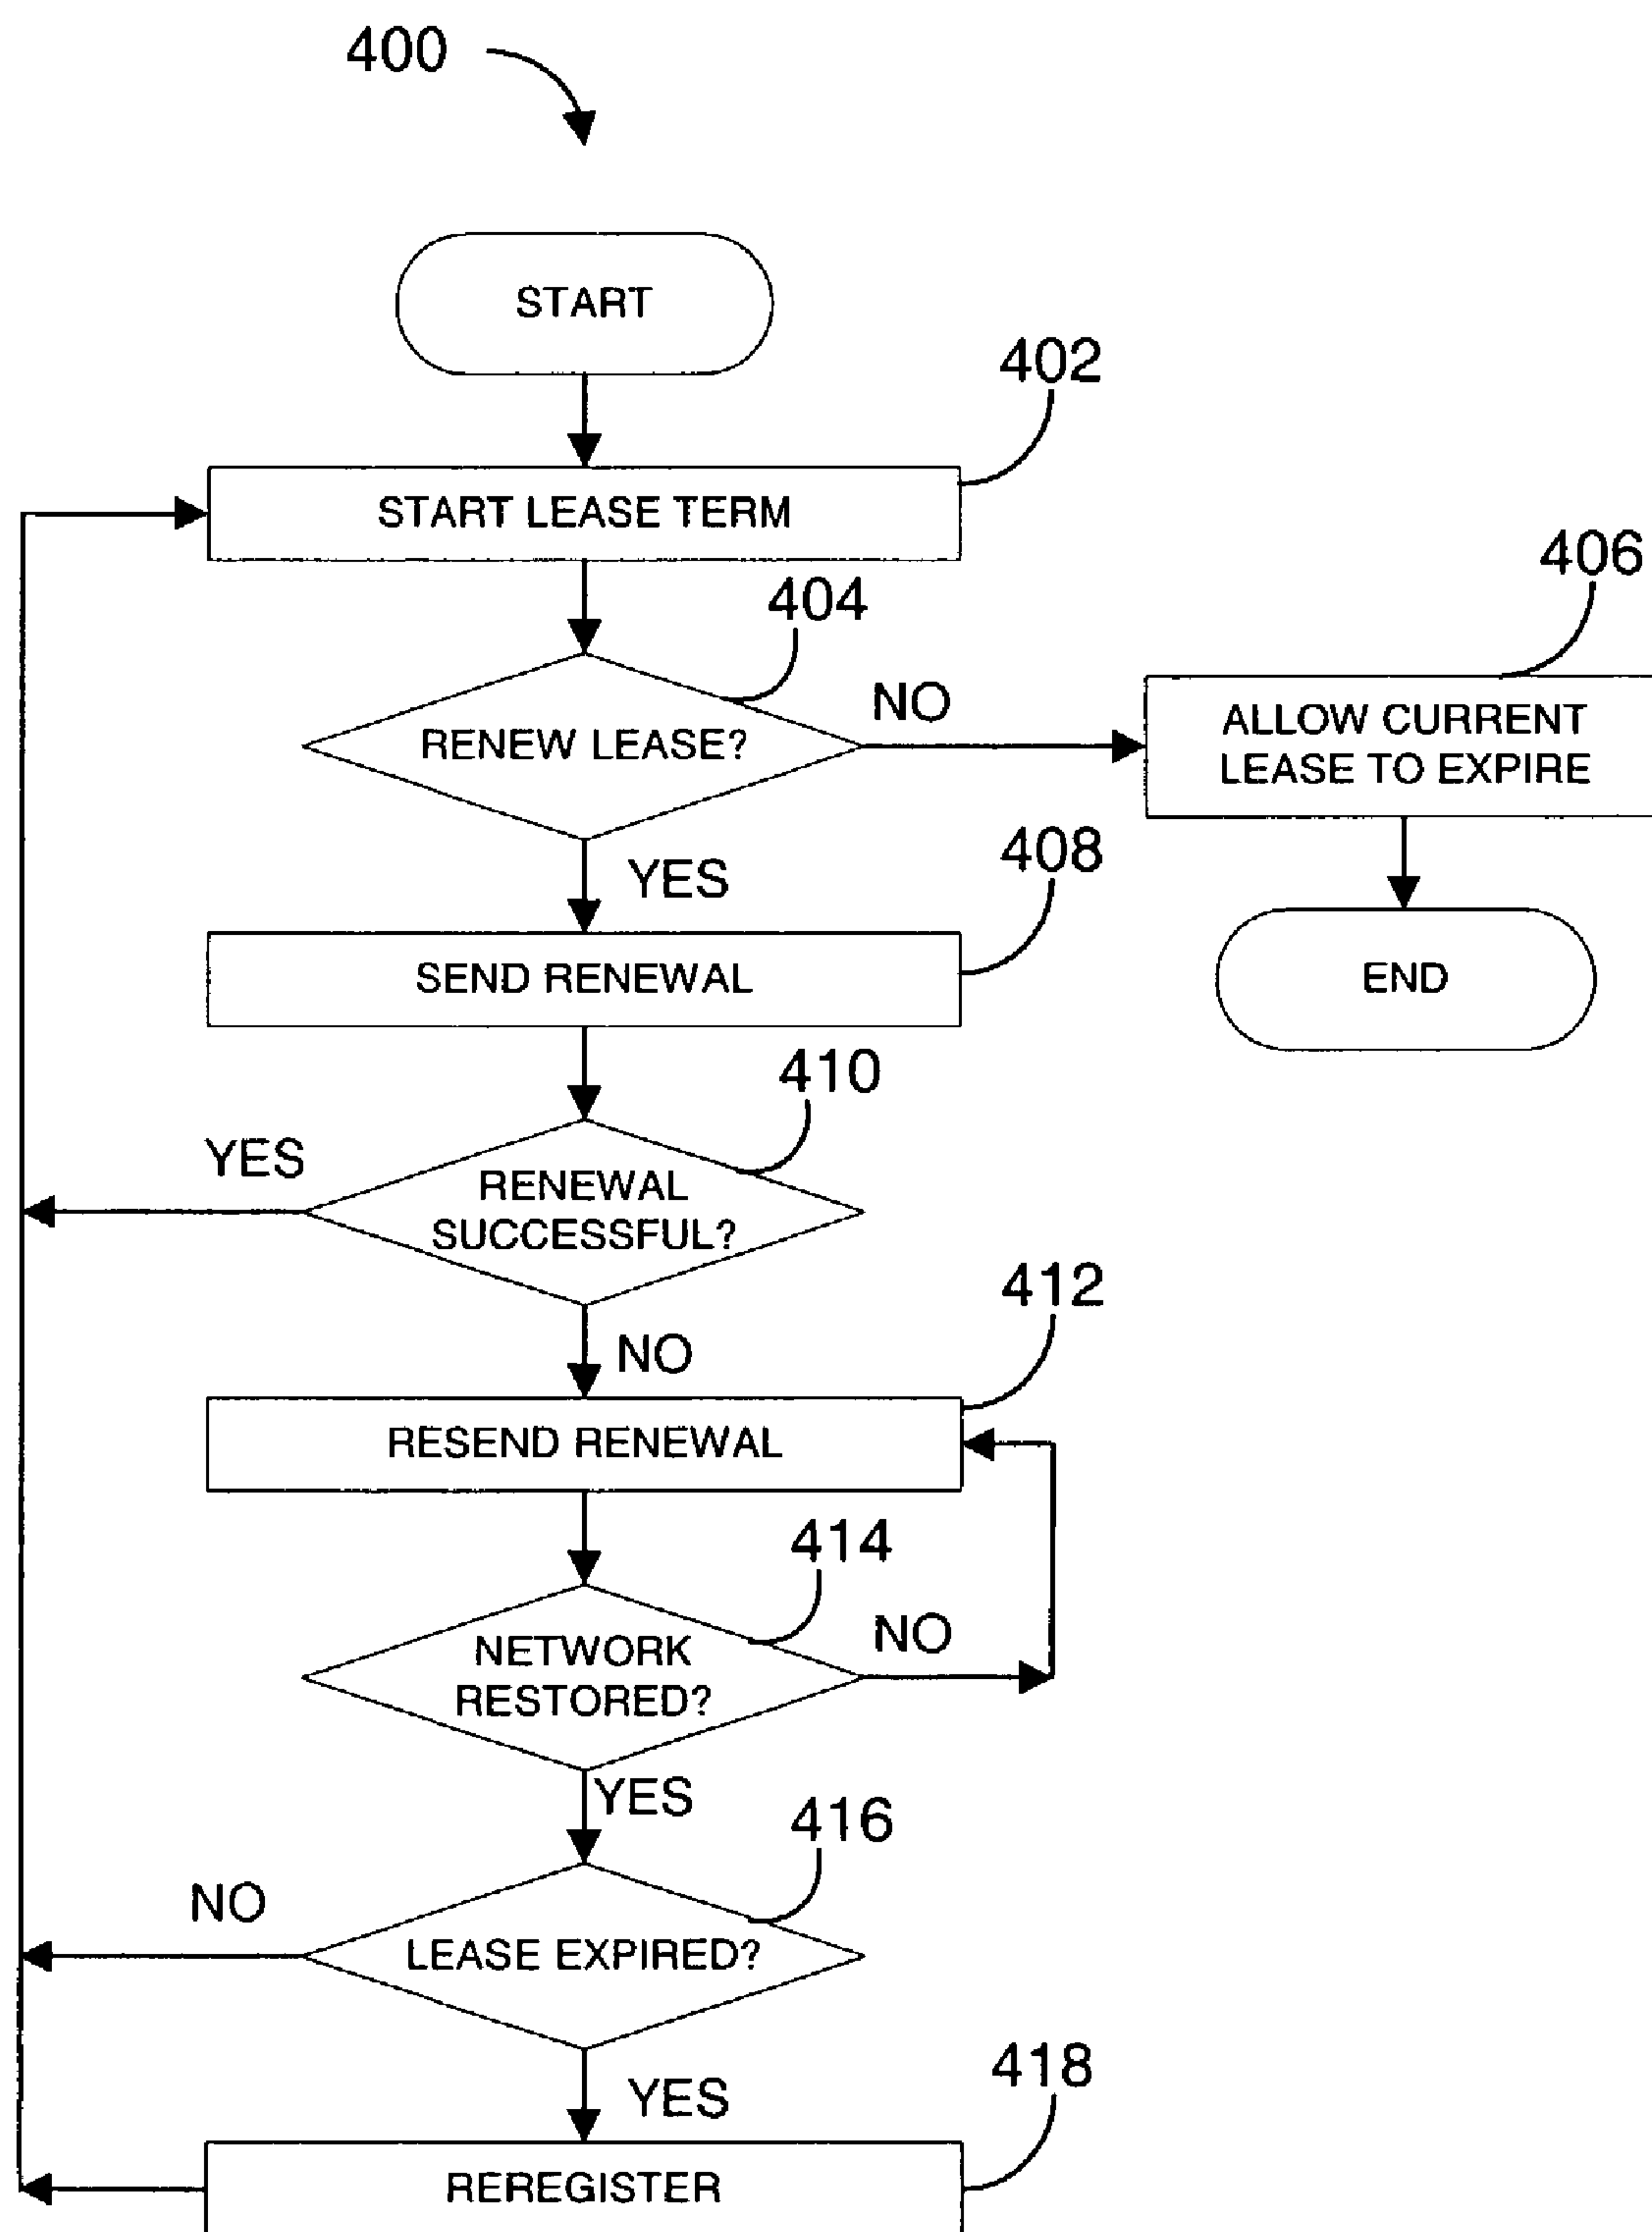 400
START
402
START LEASE TERM
406
404
NO
RENEW LEASE?
ALLOW CURRENT
LEASE TO EXPIRE
YES
408
SEND RENEWAL
END
410
YES
RENEWAL
SUCCESSFUL?
412
NO
RESEND RENEWAL
414
NO
NETWORK
RESTORED?
YES
416
NO
LEASE EXPIRED?
418
YES
REREGISTER